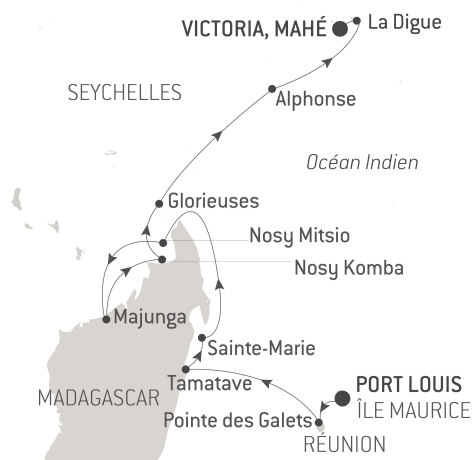 VICTORIA, MAHÉ
La Digue
SEYCHELLES
Alphonse
Océan Indien
Glorieuses
Nosy Mitsio
Nosy Komba
Majunga
Sainte-Marie
Tamatave
MADAGASCAR
PORT LOUIS
ÎLE MAURICE
Pointe des Galets
RÉUNION